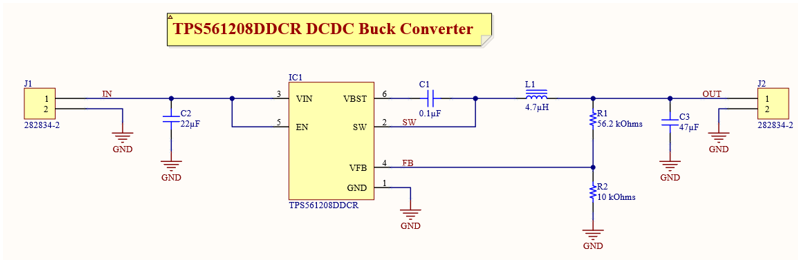 TPS561208DDCR DCDC Buck Converter
J1
1
2
282834-2
IN
GND
C2
22µF
GND
IC1
3
VIN
5
EN
VBST
6
SW
2
VFB
4
GND
1
TPS561208DDCR
C1
0.1µF
SW
FB
GND
L1
4.7µH
R1
56.2 kOhms
R2
10 kOhms
GND
C3
47µF
GND
OUT
GND
J2
1
2
282834-2